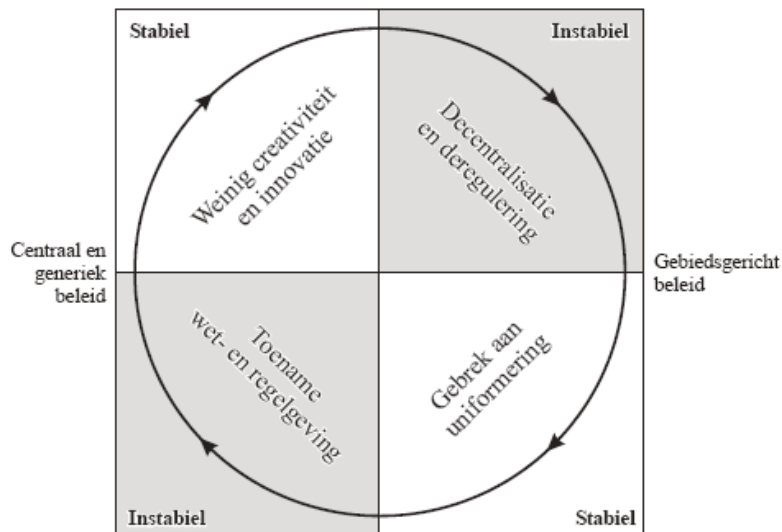 Stabiel
Instabiel
Weinig creativiteit
en innovatie
Decentralisatie
en deregulering
Centraal en
generiek
beleid
Gebiedsgericht
beleid
Toename
wet- en regelgeving
Gebrek aan
uniformering
Instabiel
Stabiel